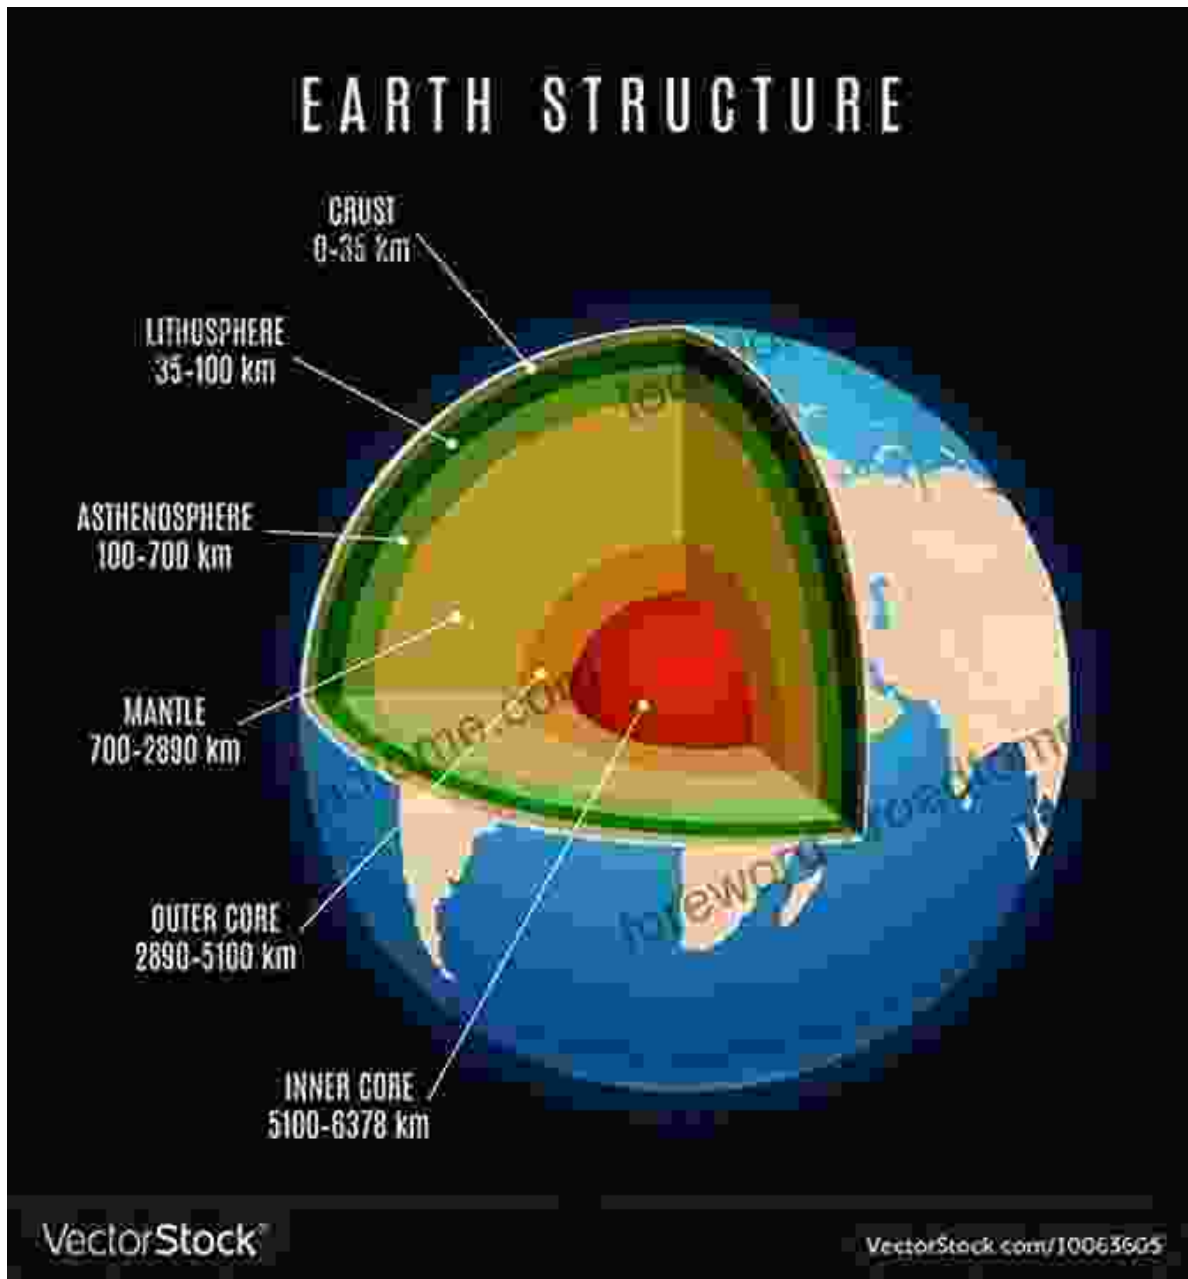 EARTH STRUCTURE
CRUST
0-35 km
LITHOSPHERE
35-100 km
ASTHENOSPHERE
100-700 km
MANTLE
700-2890 km
OUTER CORE
2890-5100 km
INNER CORE
5100-6378 km
VectorStock
VectorStock.com/10063605